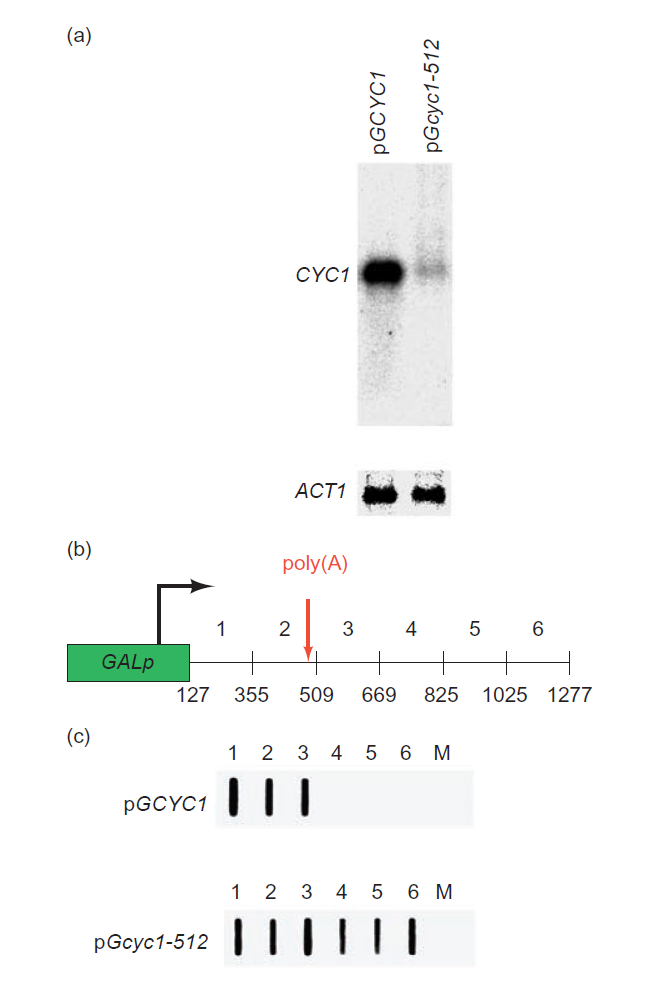 (a)
pGCYC1 pGcyc1-512
CYC1
ACT1
(b)
poly(A)
1 2 3 4 5 6
GALp
127 355 509 669 825 1025 1277
(c)
1 2 3 4 5 6 M
pGCYC1
1 2 3 4 5 6 M
pGcyc1-512